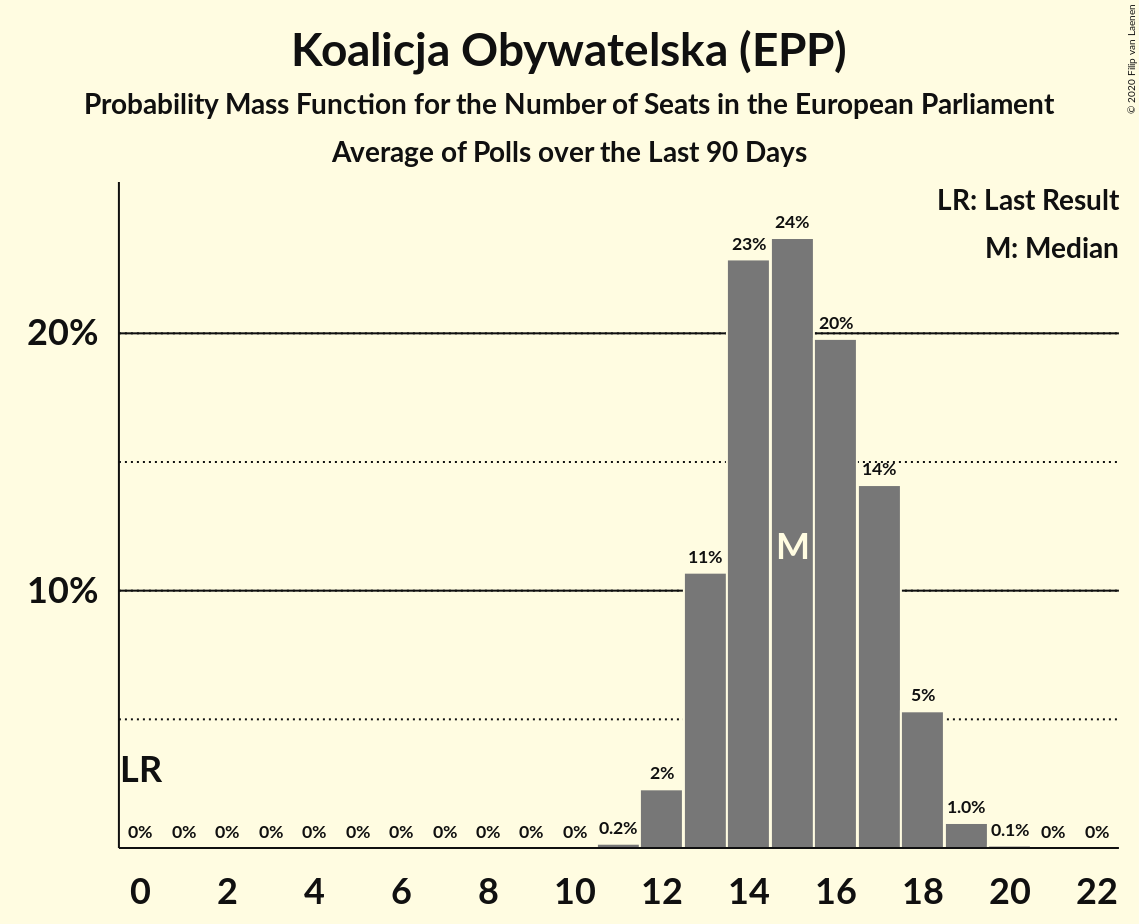 Koalicja Obywatelska (EPP)
Probability Mass Function for the Number of Seats in the European Parliament
Average of Polls over the Last 90 Days
© 2020 Filip van Laenen
LR: Last Result
M: Median
24%
23%
20%
20%
14%
11%
M
10%
5%
LR
2%
1.0%
0% 0% 0% 0% 0% 0% 0% 0% 0% 0% 0% 0.2% 0.1% 0% 0%
0 2 4 6 8 10 12 14 16 18 20 22